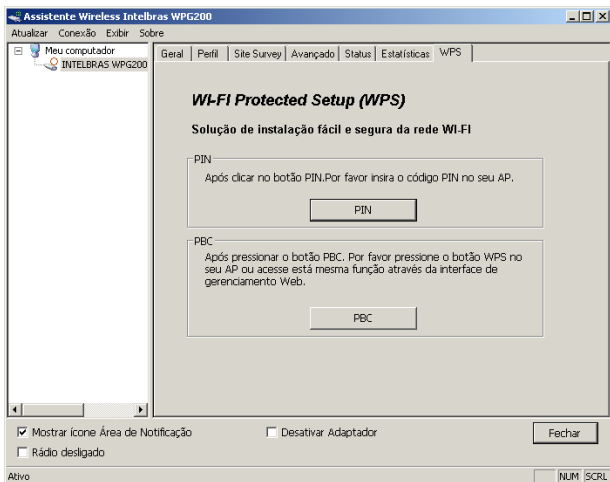 Assistente Wireless Intelbras WPG200
Atualizar Conexão Exibir Sobre
Meu computador
INTELBRAS WPG200
Geral Perfil Site Survey Avançado Status Estatísticas WPS
WI-FI Protected Setup (WPS)
Solução de instalação fácil e segura da rede WI-FI
PIN
Após clicar no botão PIN.Por favor insira o código PIN no seu AP.
PIN
PBC
Após pressionar o botão PBC. Por favor pressione o botão WPS no
seu AP ou acesse está mesma função através da interface de
gerenciamento Web.
PBC
Mostrar ícone Área de Notificação
Desativar Adaptador
Fechar
Rádio desligado
Ativo
NUM SCRL